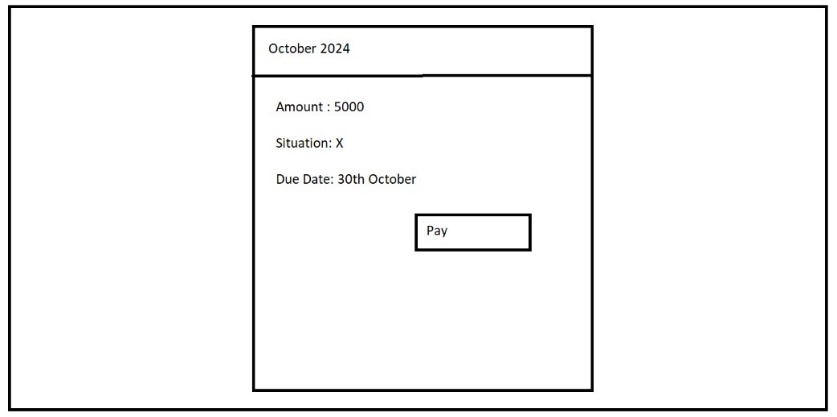 October 2024
Amount : 5000
Situation: X
Due Date: 30th October
Pay